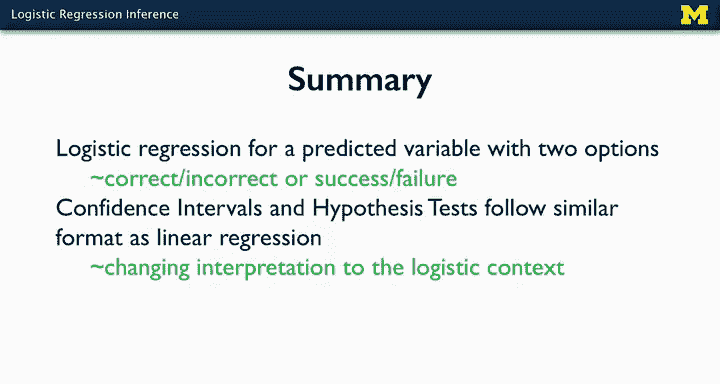 Logistic Regression Inference
M
Summary
Logistic regression for a predicted variable with two options
~correct/incorrect or success/failure
Confidence Intervals and Hypothesis Tests follow similar
format as linear regression
~changing interpretation to the logistic context